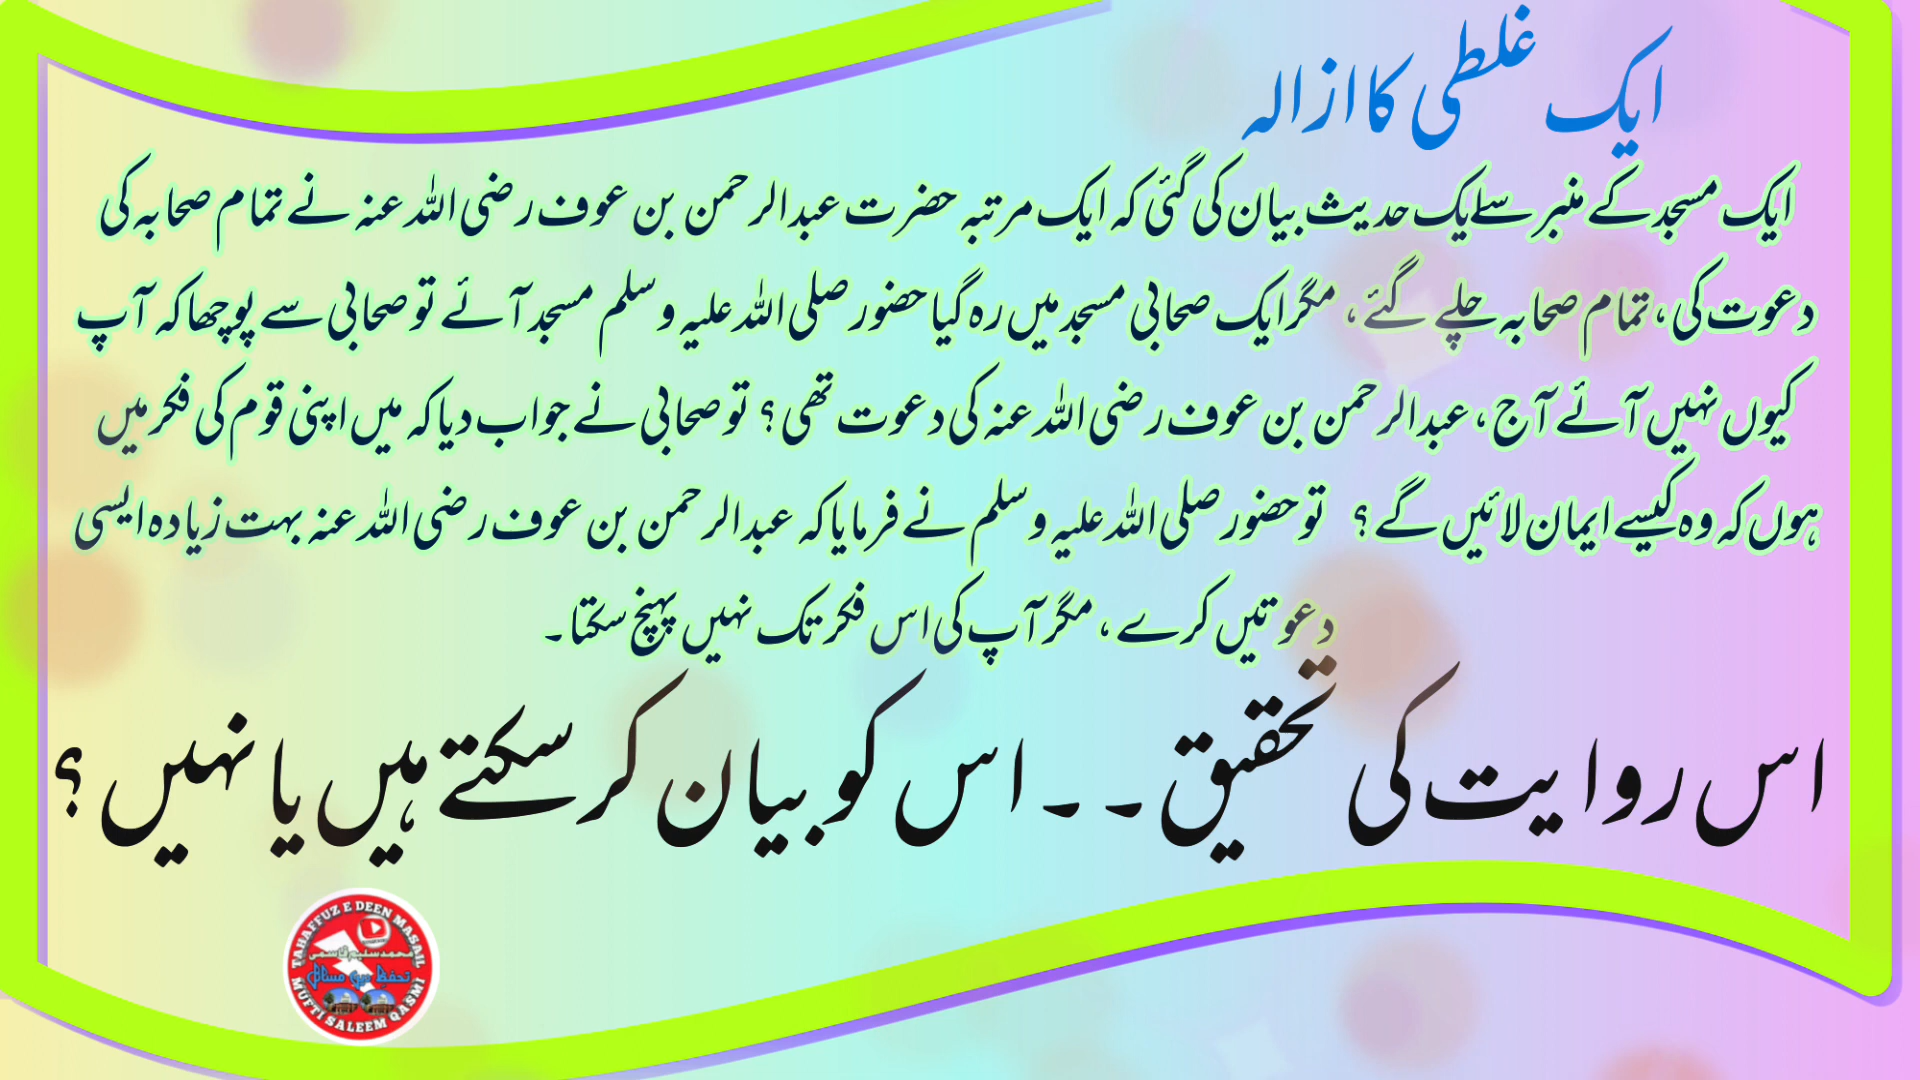 ایک غلطی کا ازالہ
ایک مسجد کے منبر سے ایک حدیث بیان کی گئی کہ ایک مرتبہ حضرت عبدالرحمن بن عوف رضی اللہ عنہ نے تمام صحابہ کی
دعوت کی، تمام صحابہ چلے گئے، مگر ایک صحابی مسجد میں رہ گیا حضور صلی اللہ علیہ وسلم مسجد آئے تو صحابی سے پوچھا کہ آپ
کیوں نہیں آئے آج، عبدالرحمن بن عوف رضی اللہ عنہ کی دعوت تھی؟ تو صحابی نے جواب دیا کہ میں اپنی قوم کی فکر میں
ہوں کہ وہ کیسے ایمان لائیں گے؟ تو حضور صلی اللہ علیہ وسلم نے فرمایا کہ عبدالرحمن بن عوف رضی اللہ عنہ بہت زیادہ ایسی
دعوتیں کرے، مگر آپ کی اس فکر تک نہیں پہنچ سکتا۔
اس روایت کی تحقیق۔۔اس کو بیان کر سکتے ہیں یا نہیں؟
TAHAFFUZ E DEEN MASAIL
محمد سلیم قاسمی
تحفظ دین مسائل
MUFTI SALEEM QASMI